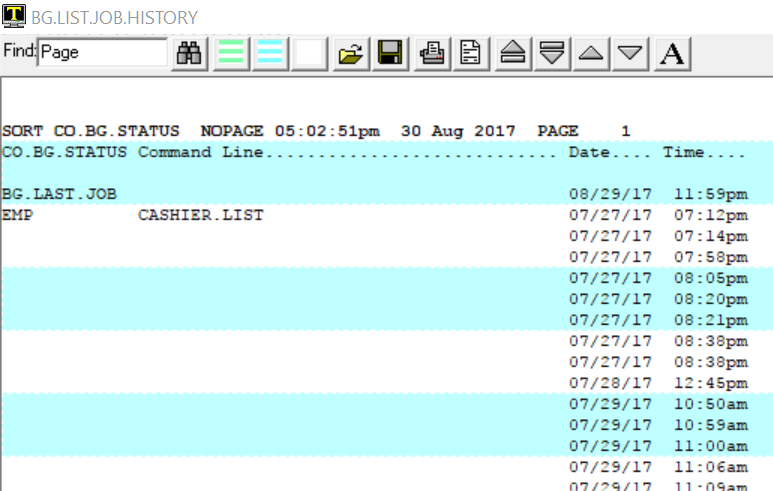 BG.LIST.JOB.HISTORY
Find: Page A
SORT CO.BG.STATUS  NOPAGE 05:02:51pm  30 Aug 2017  PAGE    1
CO.BG.STATUS Command Line............................ Date.... Time....
BG.LAST.JOB 08/29/17 11:59pm
EMP CASHIER.LIST 07/27/17 07:12pm
07/27/17 07:14pm
07/27/17 07:58pm
07/27/17 08:05pm
07/27/17 08:20pm
07/27/17 08:21pm
07/27/17 08:38pm
07/27/17 08:38pm
07/28/17 12:45pm
07/29/17 10:50am
07/29/17 10:59am
07/29/17 11:00am
07/29/17 11:06am
07/29/17 11:09am